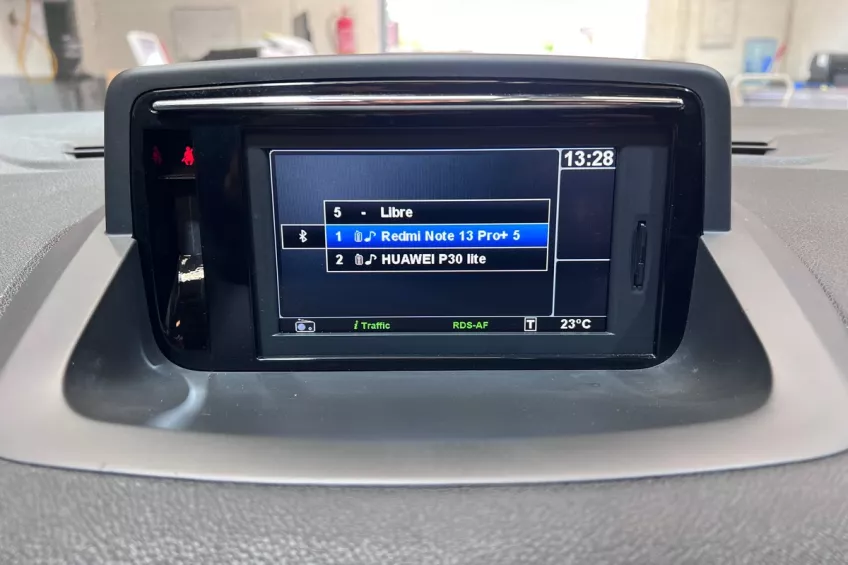 13:28
5 - Libre
1 Redmi Note 13 Pro+ 5
2 HUAWEI P30 lite
i Traffic RDS-AF T 23°C